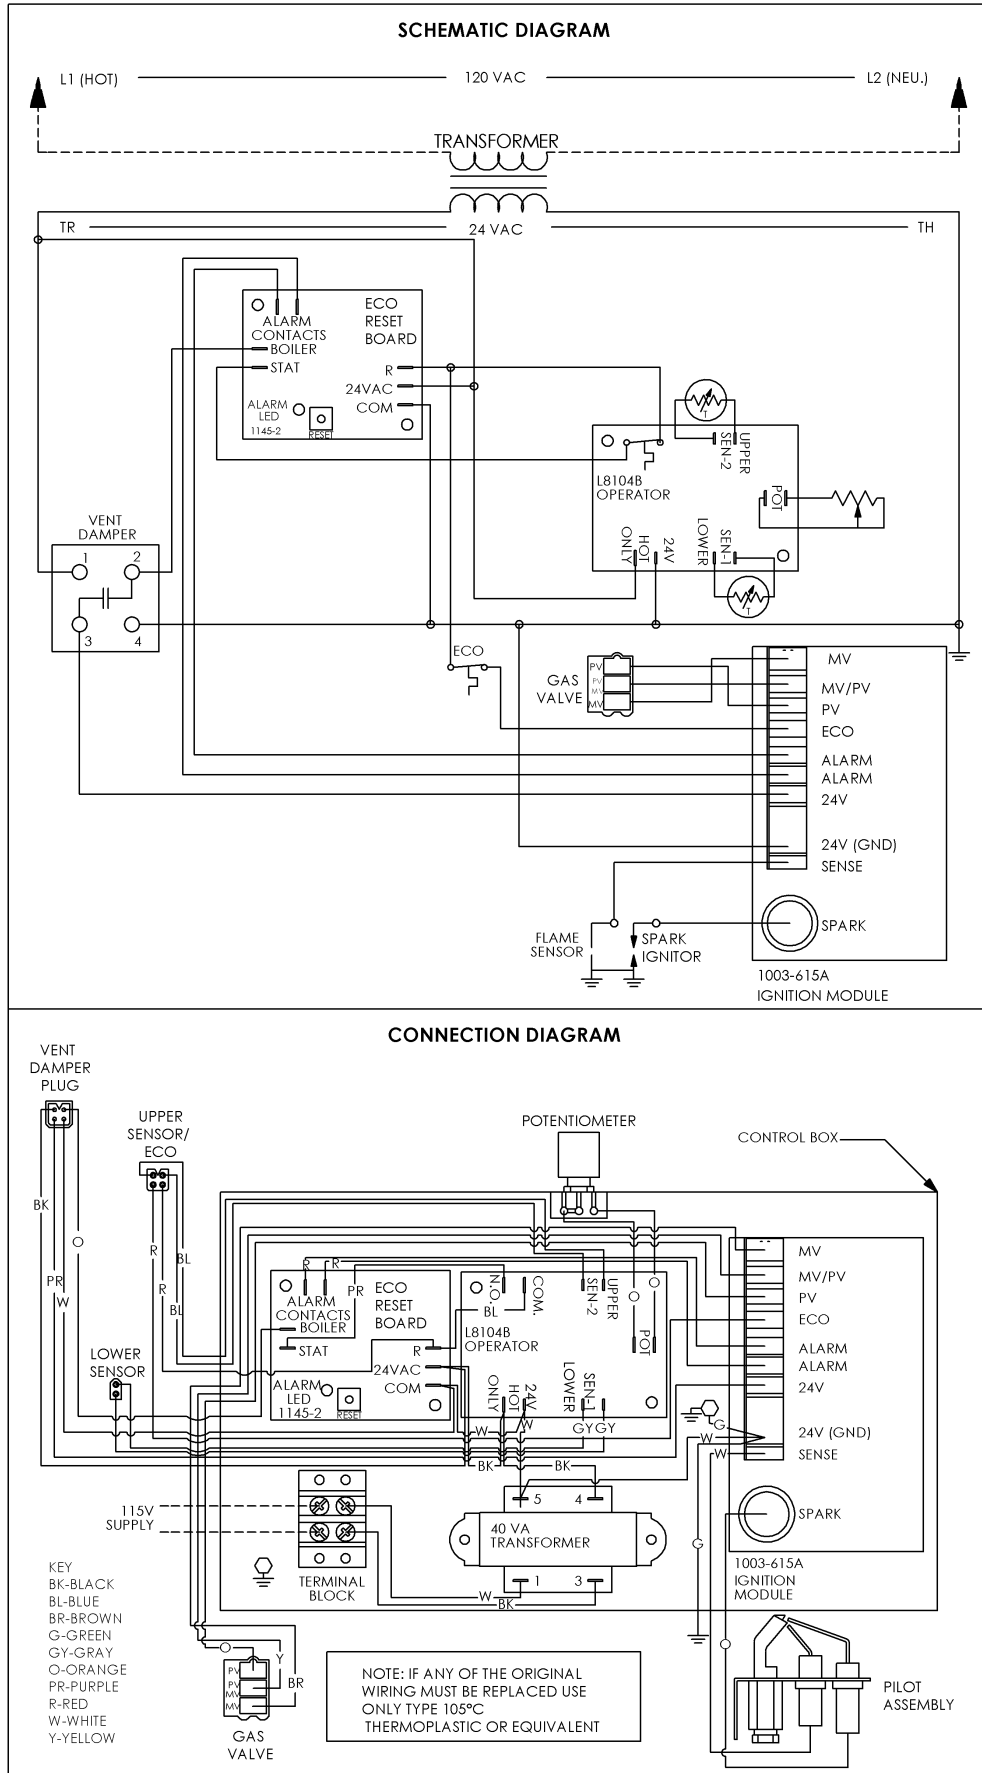 SCHEMATIC DIAGRAM
L1 (HOT)
120 VAC
L2 (NEU.)
TRANSFORMER
TR
24 VAC
TH
ALARM
CONTACTS
BOILER
STAT
ECO
RESET
BOARD
R
24VAC
COM
ALARM
LED
1145-2
RESET
T
UPPER
SEN-2
L8104B
OPERATOR
POT
ONLY
HOT
24V
LOWER
SEN-1
T
VENT
DAMPER
1
2
3
4
ECO
GAS
VALVE
PV
PV
MV
MV
MV
MV/PV
PV
ECO
ALARM
ALARM
24V
24V (GND)
SENSE
SPARK
FLAME
SENSOR
SPARK
IGNITOR
1003-615A
IGNITION MODULE
CONNECTION DIAGRAM
VENT
DAMPER
PLUG
UPPER
SENSOR/
ECO
POTENTIOMETER
CONTROL BOX
BK
O
PR
W
R
BL
R
BL
LOWER
SENSOR
R
R
PR
ALARM
CONTACTS
BOILER
STAT
ECO
RESET
BOARD
R
24VAC
COM
ALARM
LED
1145-2
RESET
N.O.
COM.
BL
SEN-2
UPPER
O
O
L8104B
OPERATOR
POT
ONLY
HOT
24V
LOWER
SEN-1
W
W
GY
GY
BK
BK
MV
MV/PV
PV
ECO
ALARM
ALARM
24V
24V (GND)
SENSE
SPARK
G
W
W
G
1003-615A
IGNITION
MODULE
115V
SUPPLY
TERMINAL
BLOCK
5
4
40 VA
TRANSFORMER
1
3
W
BK
KEY
BK-BLACK
BL-BLUE
BR-BROWN
G-GREEN
GY-GRAY
O-ORANGE
PR-PURPLE
R-RED
W-WHITE
Y-YELLOW
O
Y
BR
PV
PV
MV
MV
GAS
VALVE
NOTE: IF ANY OF THE ORIGINAL
WIRING MUST BE REPLACED USE
ONLY TYPE 105°C
THERMOPLASTIC OR EQUIVALENT
O
PILOT
ASSEMBLY